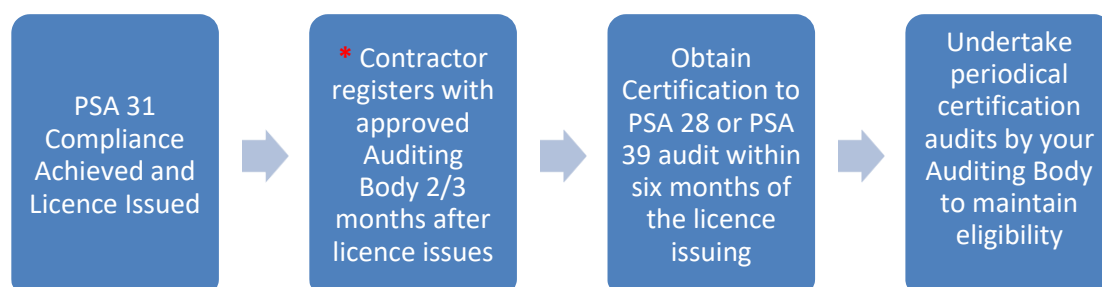 PSA 31
Compliance
Achieved and
Licence Issued
* Contractor
registers with
approved
Auditing
Body 2/3
months after
licence issues
Obtain
Certification to
PSA 28 or PSA
39 audit within
six months of
the licence
issuing
Undertake
periodical
certification
audits by your
Auditing Body
to maintain
eligibility